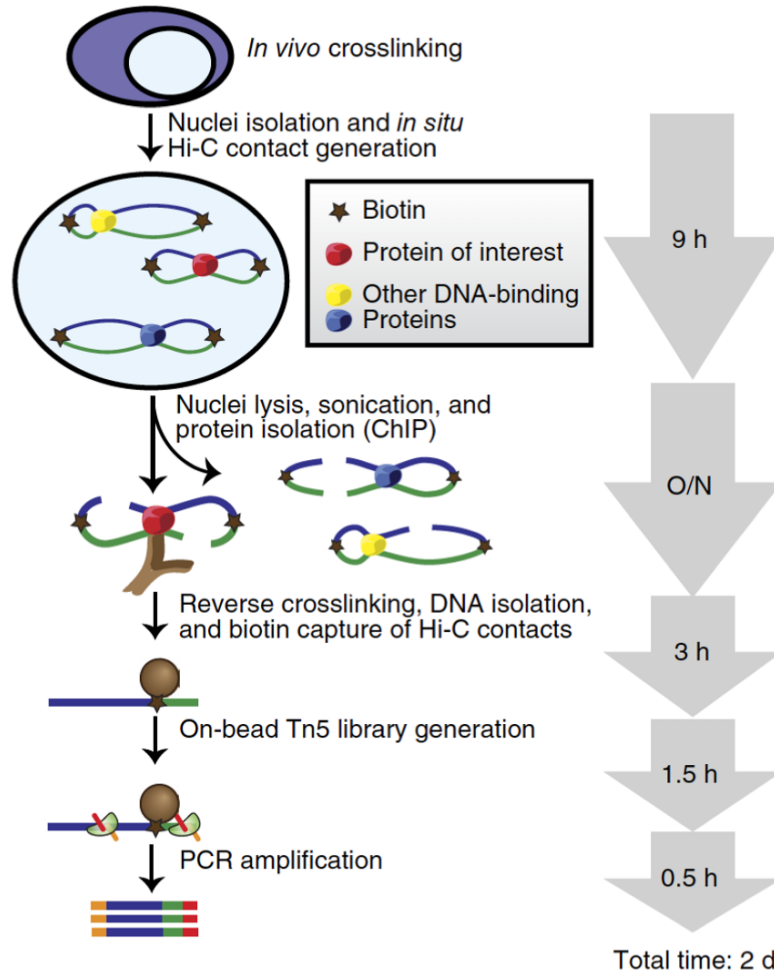 In vivo crosslinking
Nuclei isolation and in situ
Hi-C contact generation
Biotin
Protein of interest
Other DNA-binding
Proteins
9 h
Nuclei lysis, sonication, and
protein isolation (ChIP)
O/N
Reverse crosslinking, DNA isolation,
and biotin capture of Hi-C contacts
3 h
On-bead Tn5 library generation
1.5 h
PCR amplification
0.5 h
Total time: 2 d